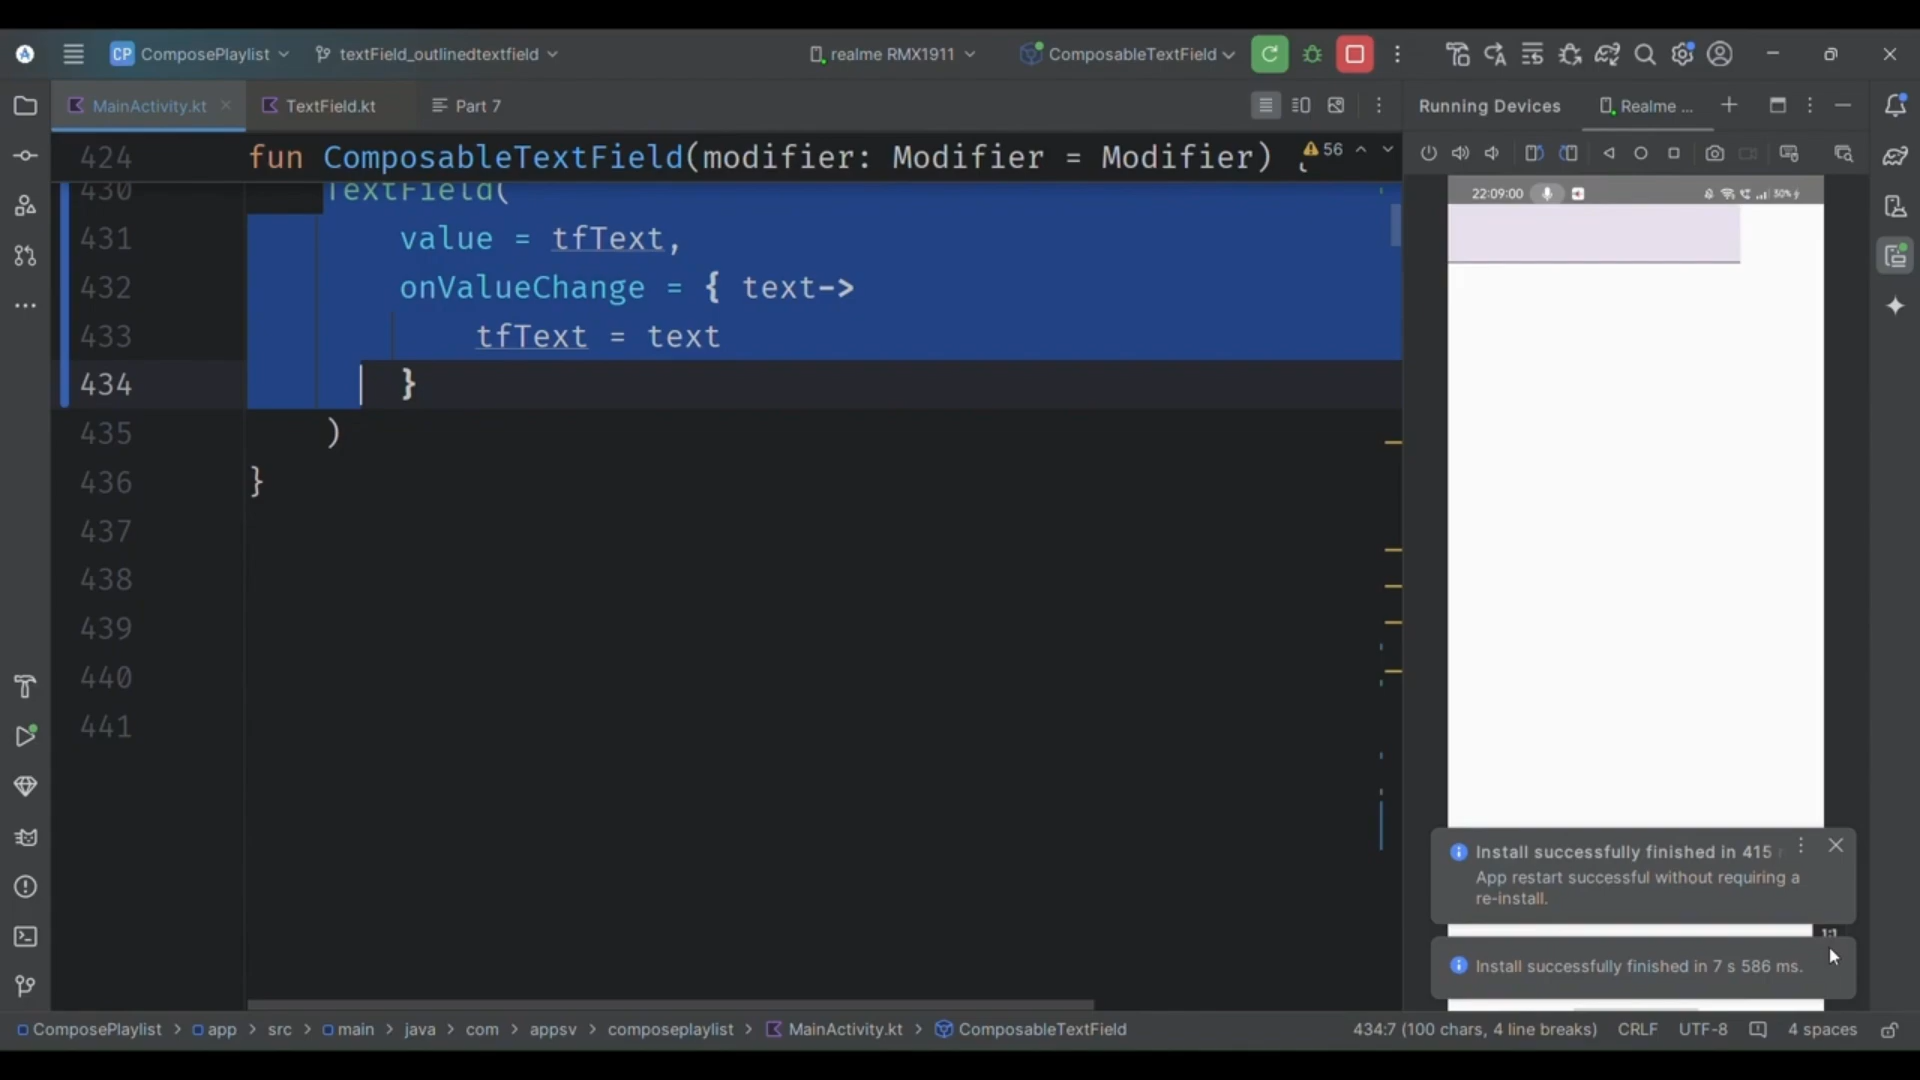 CP ComposePlaylist
textField_outlinedtextfield
realme RMX1911
ComposableTextField
MainActivity.kt
TextField.kt
Part 7
Running Devices
Realme ...
424 fun ComposableTextField(modifier: Modifier = Modifier) {
56
430 TextField(
431 value = tfText,
432 onValueChange = { text->
433 tfText = text
434 }
435 )
436 }
437
438
439
440
441
22:09:00
30%
Install successfully finished in 415
App restart successful without requiring a
re-install.
1:1
Install successfully finished in 7 s 586 ms.
ComposePlaylist > app > src > main > java > com > appsv > composeplaylist > MainActivity.kt > ComposableTextField
434:7 (100 chars, 4 line breaks)
CRLF
UTF-8
4 spaces